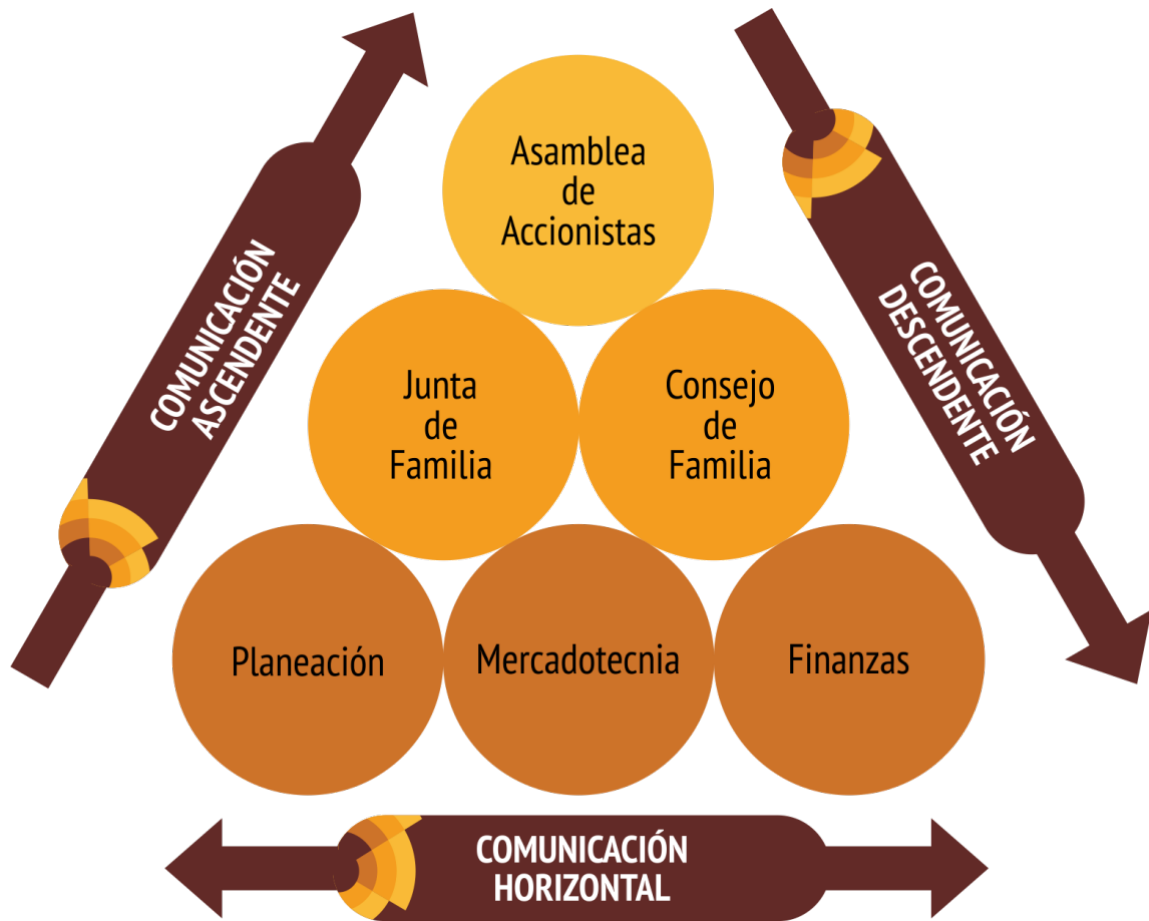 Asamblea
de
Accionistas
COMUNICACIÓN
ASCENDENTE
COMUNICACIÓN
DESCENDENTE
Junta
de
Familia
Consejo
de
Familia
Planeación
Mercadotecnia
Finanzas
COMUNICACIÓN
HORIZONTAL